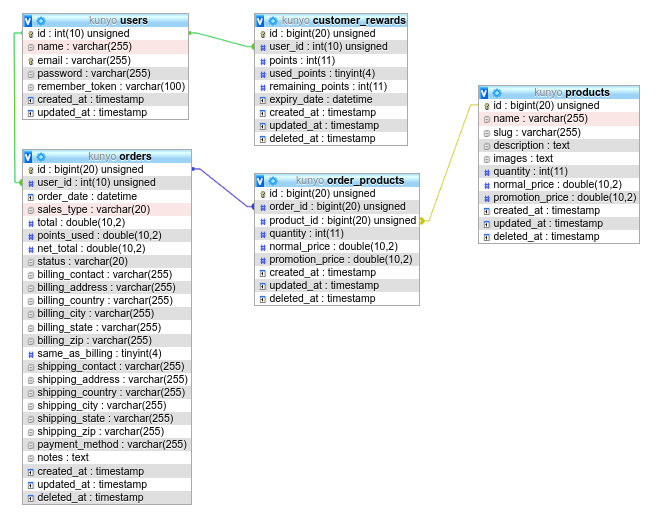 kunyo users
id : int(10) unsigned
name : varchar(255)
email : varchar(255)
password : varchar(255)
remember_token : varchar(100)
created_at : timestamp
updated_at : timestamp
kunyo customer_rewards
id : bigint(20) unsigned
user_id : int(10) unsigned
points : int(11)
used_points : tinyint(4)
remaining_points : int(11)
expiry_date : datetime
created_at : timestamp
updated_at : timestamp
deleted_at : timestamp
kunyo products
id : bigint(20) unsigned
name : varchar(255)
slug : varchar(255)
description : text
images : text
quantity : int(11)
normal_price : double(10,2)
promotion_price : double(10,2)
created_at : timestamp
updated_at : timestamp
deleted_at : timestamp
kunyo orders
id : bigint(20) unsigned
user_id : int(10) unsigned
order_date : datetime
sales_type : varchar(20)
total : double(10,2)
points_used : double(10,2)
net_total : double(10,2)
status : varchar(20)
billing_contact : varchar(255)
billing_address : varchar(255)
billing_country : varchar(255)
billing_city : varchar(255)
billing_state : varchar(255)
billing_zip : varchar(255)
same_as_billing : tinyint(4)
shipping_contact : varchar(255)
shipping_address : varchar(255)
shipping_country : varchar(255)
shipping_city : varchar(255)
shipping_state : varchar(255)
shipping_zip : varchar(255)
payment_method : varchar(255)
notes : text
created_at : timestamp
updated_at : timestamp
deleted_at : timestamp
kunyo order_products
id : bigint(20) unsigned
order_id : bigint(20) unsigned
product_id : bigint(20) unsigned
quantity : int(11)
normal_price : double(10,2)
promotion_price : double(10,2)
created_at : timestamp
updated_at : timestamp
deleted_at : timestamp